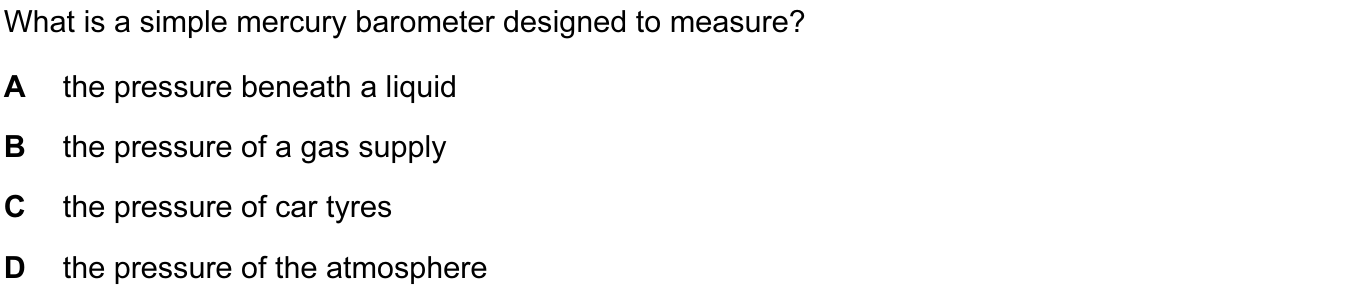 What is a simple mercury barometer designed to measure?
A the pressure beneath a liquid
B the pressure of a gas supply
C the pressure of car tyres
D the pressure of the atmosphere